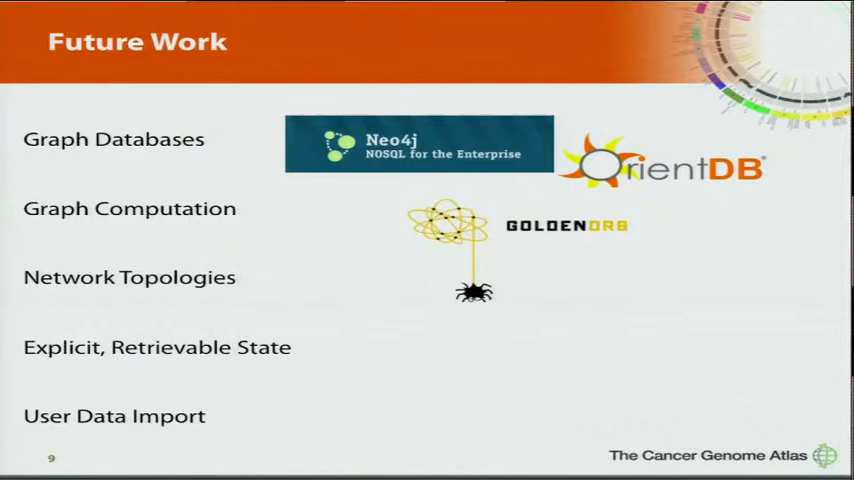 Future Work
Graph Databases
Neo4j
NOSQL for the Enterprise
OrientDB
Graph Computation
GOLDENORB
Network Topologies
Explicit, Retrievable State
User Data Import
9
The Cancer Genome Atlas